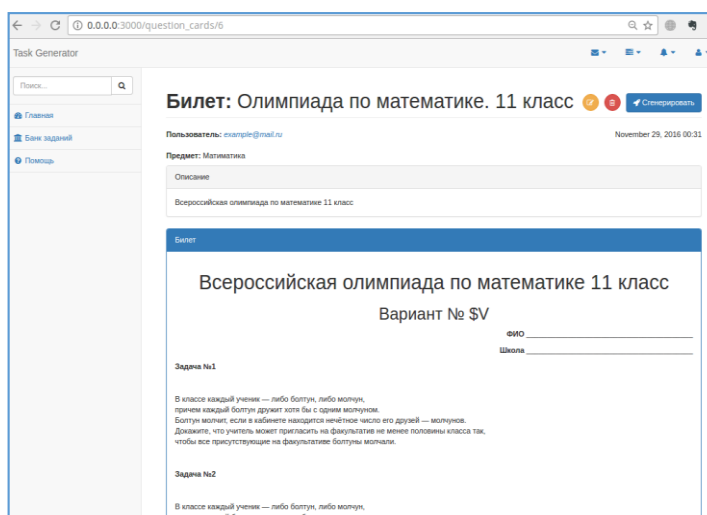 0.0.0.0:3000/question_cards/6
Task Generator
Поиск...
Главная
Банк заданий
Помощь
Билет: Олимпиада по математике. 11 класс
Сгенерировать
Пользователь: example@mail.ru
November 29, 2016 00:31
Предмет: Матиматика
Описание
Всероссийская олимпиада по математике 11 класс
Билет
Всероссийская олимпиада по математике 11 класс
Вариант № $V
ФИО
Школа
Задача №1
В классе каждый ученик — либо болтун, либо молчун,
причем каждый болтун дружит хотя бы с одним молчуном.
Болтун молчит, если в кабинете находится нечётное число его друзей — молчунов.
Докажите, что учитель может пригласить на факультатив не менее половины класса так,
чтобы все присутствующие на факультативе болтуны молчали.
Задача №2
В классе каждый ученик — либо болтун, либо молчун,